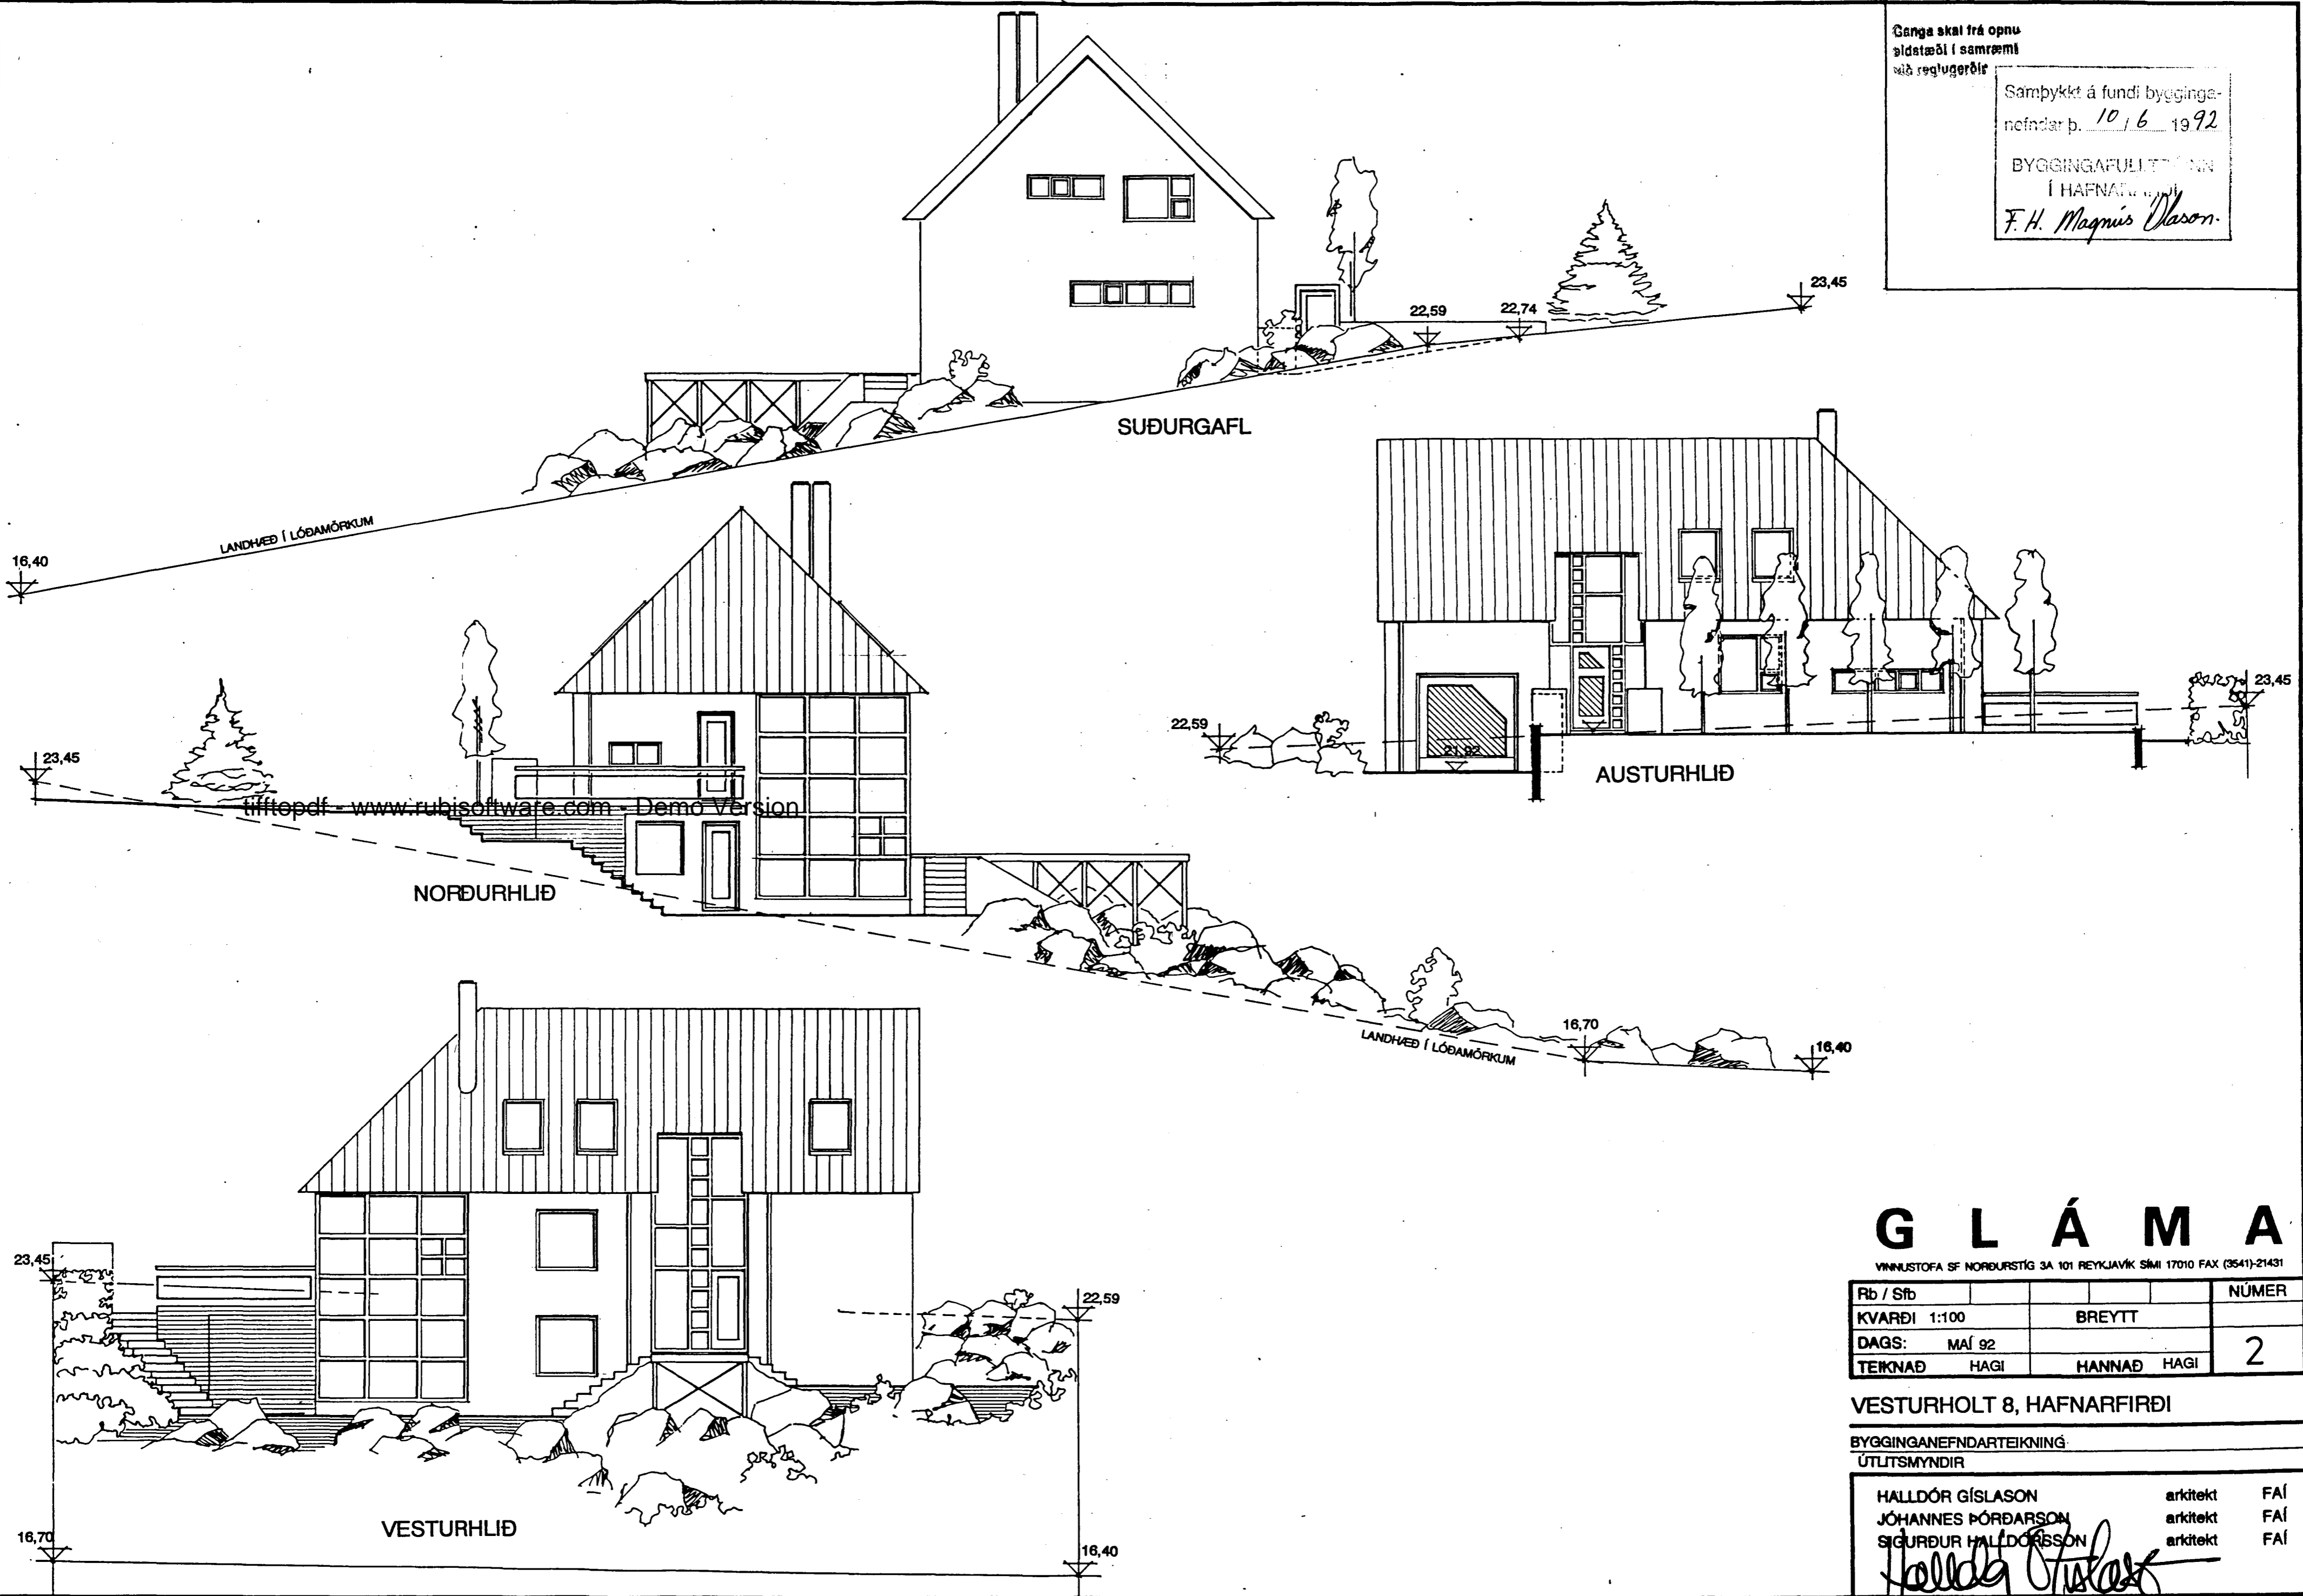 Ganga skal frá opnu
eldstæði í samræmi
við reglugerðir
Samþykkt á fundi bygginga-
nefndar þ. 10 / 6 1992
BYGGINGAFULLTRÚINN
Í HAFNARFIRÐI
F. H. Magnús Ólason.
23,45
22,59
22,74
SUÐURGAFL
LANDHÆÐ Í LÓÐAMÖRKUM
16,40
22,59
21,82
23,45
AUSTURHLIÐ
23,45
tifftopdf - www.rubisoftware.com - Demo Version
NORÐURHLIÐ
LANDHÆÐ Í LÓÐAMÖRKUM
16,70
16,40
23,45
22,59
VESTURHLIÐ
16,70
16,40
GLÁMA
VINNUSTOFA SF NORÐURSTÍG 3A 101 REYKJAVÍK SÍMI 17010 FAX (3541)-21431
Rb / Sfb NÚMER
KVARÐI 1:100 BREYTT
DAGS: MAÍ 92
TEIKNAÐ HAGI HANNAÐ HAGI 2
VESTURHOLT 8, HAFNARFIRÐI
BYGGINGANEFNDARTEIKNING
ÚTLITSMYNDIR
HALLDÓR GÍSLASON arkitekt FAÍ
JÓHANNES ÞÓRÐARSON arkitekt FAÍ
SIGURÐUR HALLDÓRSSON arkitekt FAÍ